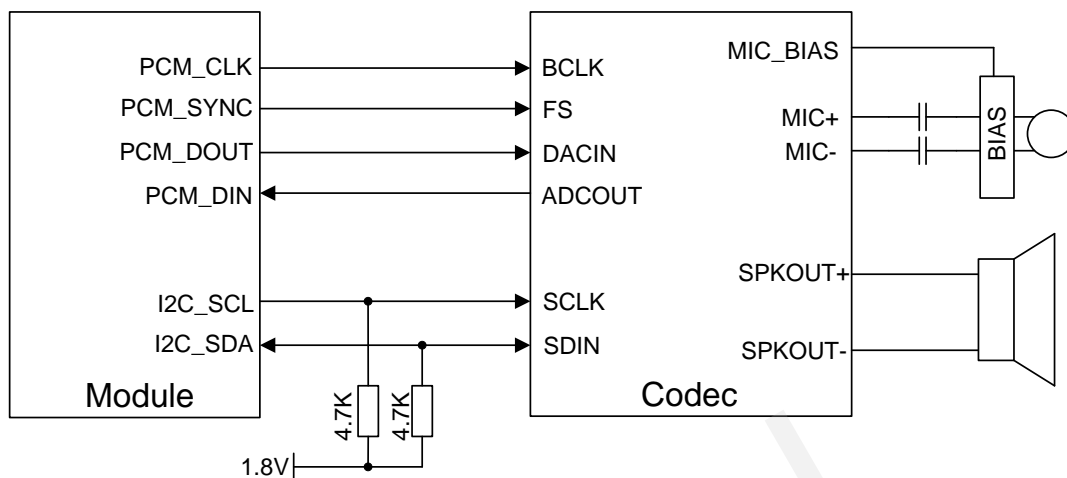 PCM_CLK
PCM_SYNC
PCM_DOUT
PCM_DIN
I2C_SCL
I2C_SDA
Module
BCLK
FS
DACIN
ADCOUT
SCLK
SDIN
Codec
MIC_BIAS
MIC+
MIC-
SPKOUT+
SPKOUT-
BIAS
4.7K
4.7K
1.8V